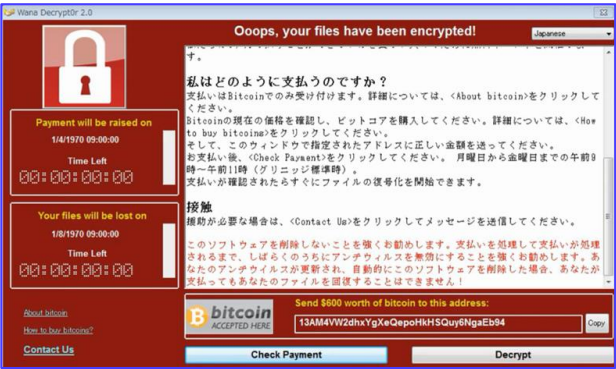 Wana Decrypt0r 2.0
Ooops, your files have been encrypted!
Japanese
す。
私はどのように支払うのですか？
支払いはBitcoinでのみ受け付けます。詳細については、<About bitcoin>をクリックして
ください。
Bitcoinの現在の価格を確認し、ビットコアを購入してください。詳細については、<How
to buy bitcoins>をクリックしてください。
そして、このウィンドウで指定されたアドレスに正しい金額を送ってください。
お支払い後、<Check Payment>をクリックしてください。 月曜日から金曜日までの午前9
時～午前11時（グリニッジ標準時）。
支払いが確認されたらすぐにファイルの復号化を開始できます。
接触
援助が必要な場合は、<Contact Us>をクリックしてメッセージを送信してください。
このソフトウェアを削除しないことを強くお勧めします。支払いを処理して支払いが処理
されるまで、しばらくのうちにアンチウィルスを無効にすることを強くお勧めします。あ
なたのアンチウイルスが更新され、自動的にこのソフトウェアを削除した場合、あなたが
支払ってもあなたのファイルを回復することはできません！
Payment will be raised on
1/4/1970 09:00:00
Time Left
00:00:00:00
Your files will be lost on
1/8/1970 09:00:00
Time Left
00:00:00:00
About bitcoin
How to buy bitcoins?
Contact Us
bitcoin
ACCEPTED HERE
Send $600 worth of bitcoin to this address:
13AM4VW2dhxYgXeQepoHkHSQuy6NgaEb94
Copy
Check Payment
Decrypt